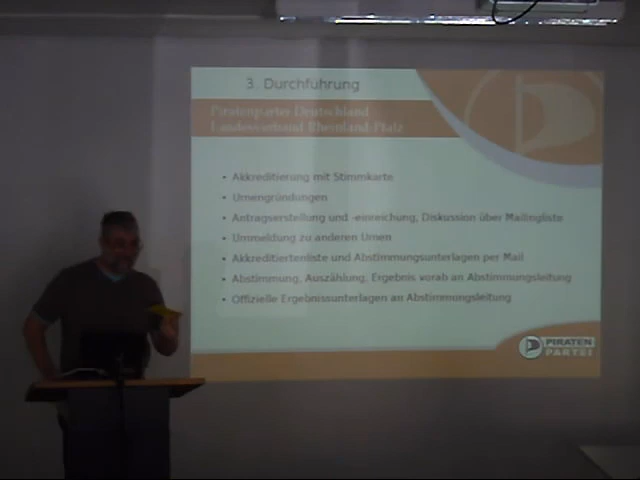 3. Durchführung
Piratenpartei Deutschland
Landesverband Rheinland-Pfalz
• Akkreditierung mit Stimmkarte
• Urnengründungen
• Antragserstellung und -einreichung, Diskussion über Mailingliste
• Ummeldung zu anderen Urnen
• Akkreditiertenliste und Abstimmungsunterlagen per Mail
• Abstimmung, Auszählung, Ergebnis vorab an Abstimmungsleitung
• Offizielle Ergebnisunterlagen an Abstimmungsleitung
PIRATEN
PARTEI